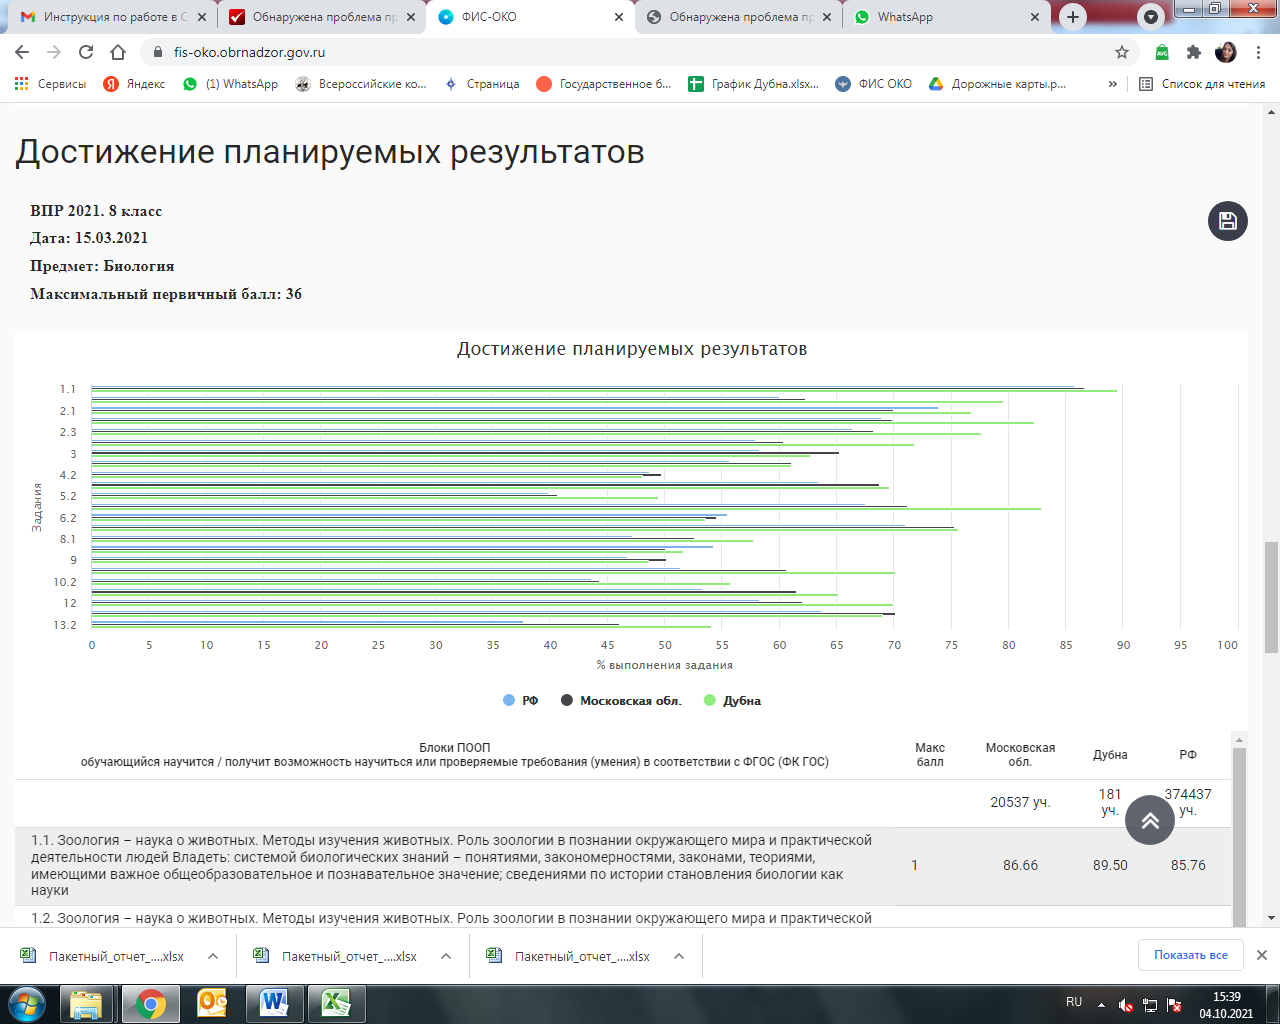 Инструкция по работе в С
Обнаружена проблема пр
ФИС-ОКО
Обнаружена проблема пр
WhatsApp
fis-oko.obrnadzor.gov.ru
Сервисы
Яндекс
(1) WhatsApp
Всероссийские ко...
Страница
Государственное б...
График Дубна.xlsx...
ФИС ОКО
Дорожные карты.р...
»
Список для чтения
Достижение планируемых результатов
ВПР 2021. 8 класс
Дата: 15.03.2021
Предмет: Биология
Максимальный первичный балл: 36
Достижение планируемых результатов
Задания
1.1
2.1
2.3
3
4.2
5.2
6.2
8.1
9
10.2
12
13.2
0 5 10 15 20 25 30 35 40 45 50 55 60 65 70 75 80 85 90 95 100
% выполнения задания
РФ Московская обл. Дубна
Блоки ПООП
обучающийся научится / получит возможность научиться или проверяемые требования (умения) в соответствии с ФГОС (ФК ГОС)
Макс балл
Московская обл.
Дубна
РФ
20537 уч.
181 уч.
374437 уч.
1.1. Зоология – наука о животных. Методы изучения животных. Роль зоологии в познании окружающего мира и практической
деятельности людей Владеть: системой биологических знаний – понятиями, закономерностями, законами, теориями,
имеющими важное общеобразовательное и познавательное значение; сведениями по истории становления биологии как
науки
1 86.66 89.50 85.76
1.2. Зоология – наука о животных. Методы изучения животных. Роль зоологии в познании окружающего мира и практической
Пакетный_отчет_....xlsx
Пакетный_отчет_....xlsx
Пакетный_отчет_....xlsx
Показать все
RU
15:39
04.10.2021